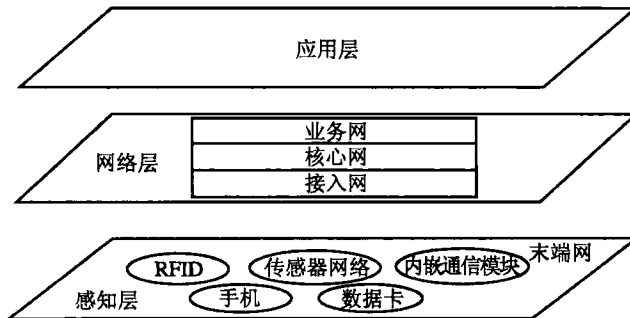 应用层
业务网
网络层
核心网
接入网
RFID
传感器网络
内嵌通信模块
末端网
感知层
手机
数据卡